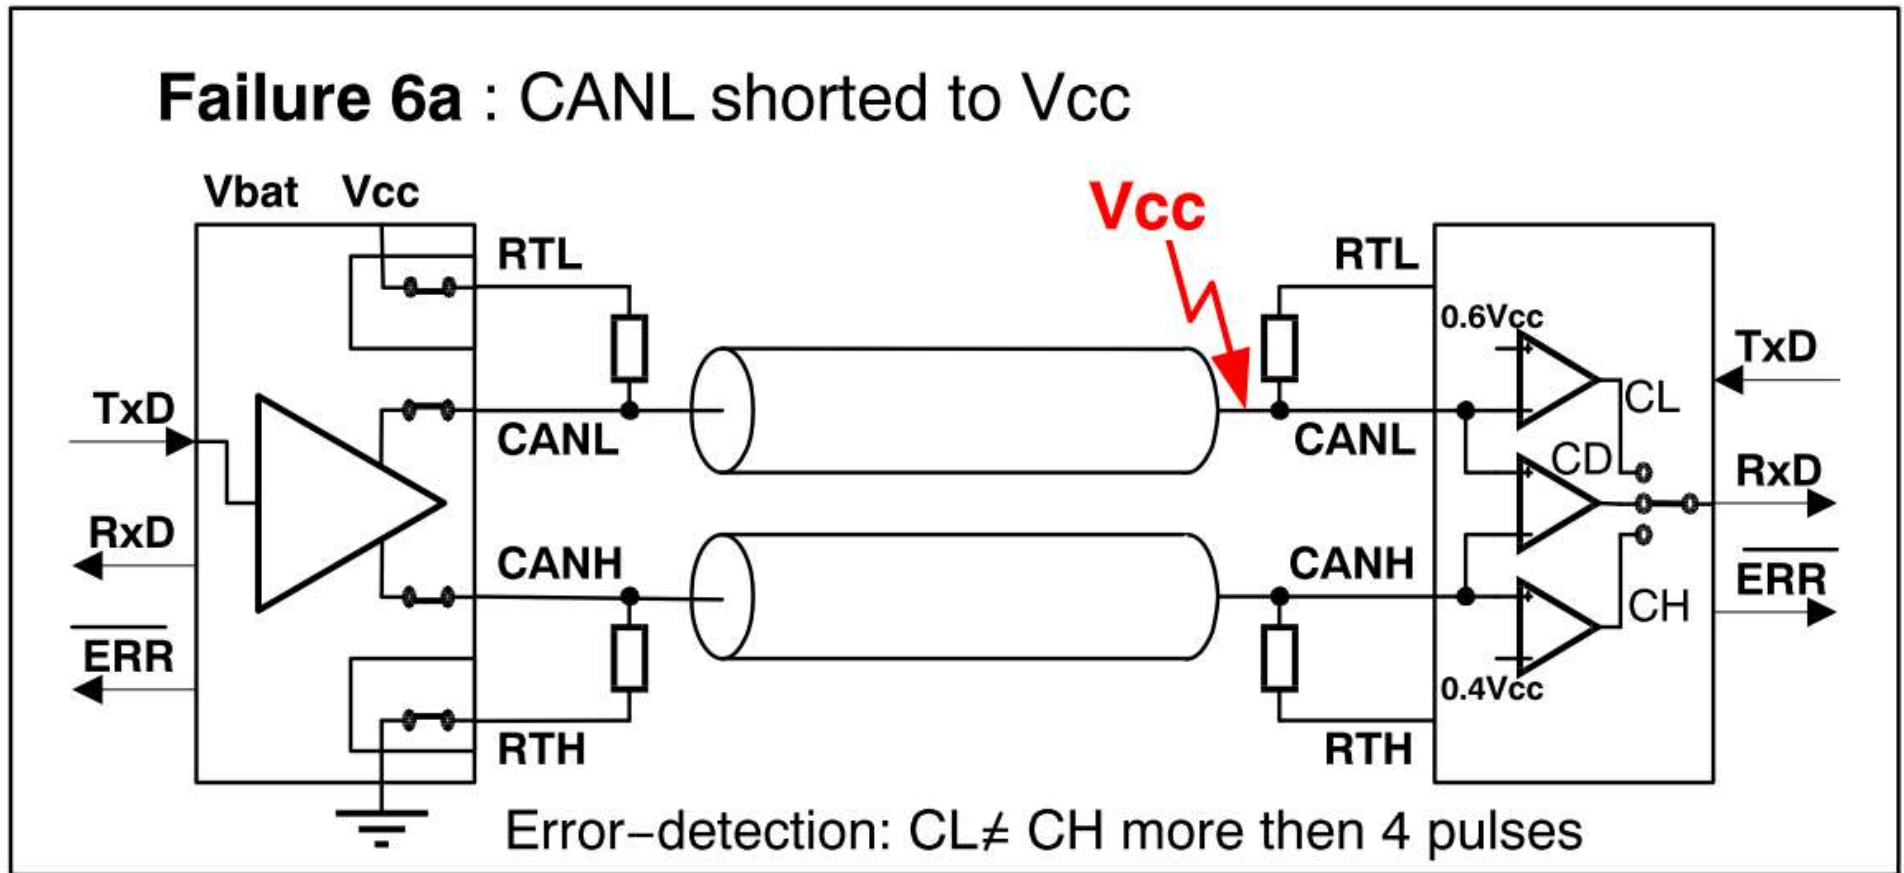 Failure 6a : CANL shorted to Vcc
Vbat Vcc
Vcc
RTL
RTL
0.6Vcc
TxD
TxD
CL
CANL
CANL
CD
RxD
RxD
CANH
CANH
ERR
CH
ERR
0.4Vcc
RTH
RTH
Error-detection: CL≠ CH more then 4 pulses